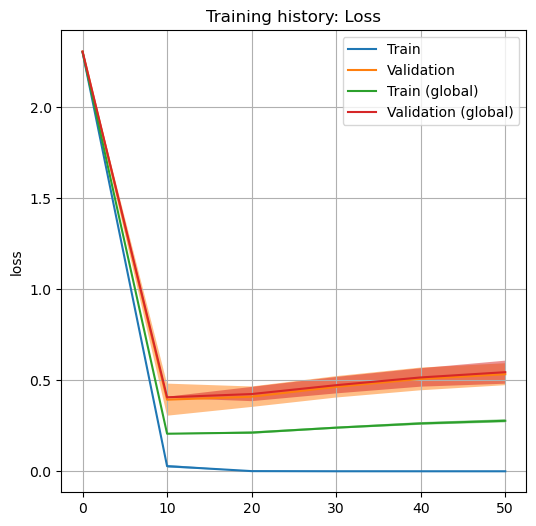 Training history: Loss
Train
Validation
Train (global)
Validation (global)
loss
2.0
1.5
1.0
0.5
0.0
0 10 20 30 40 50